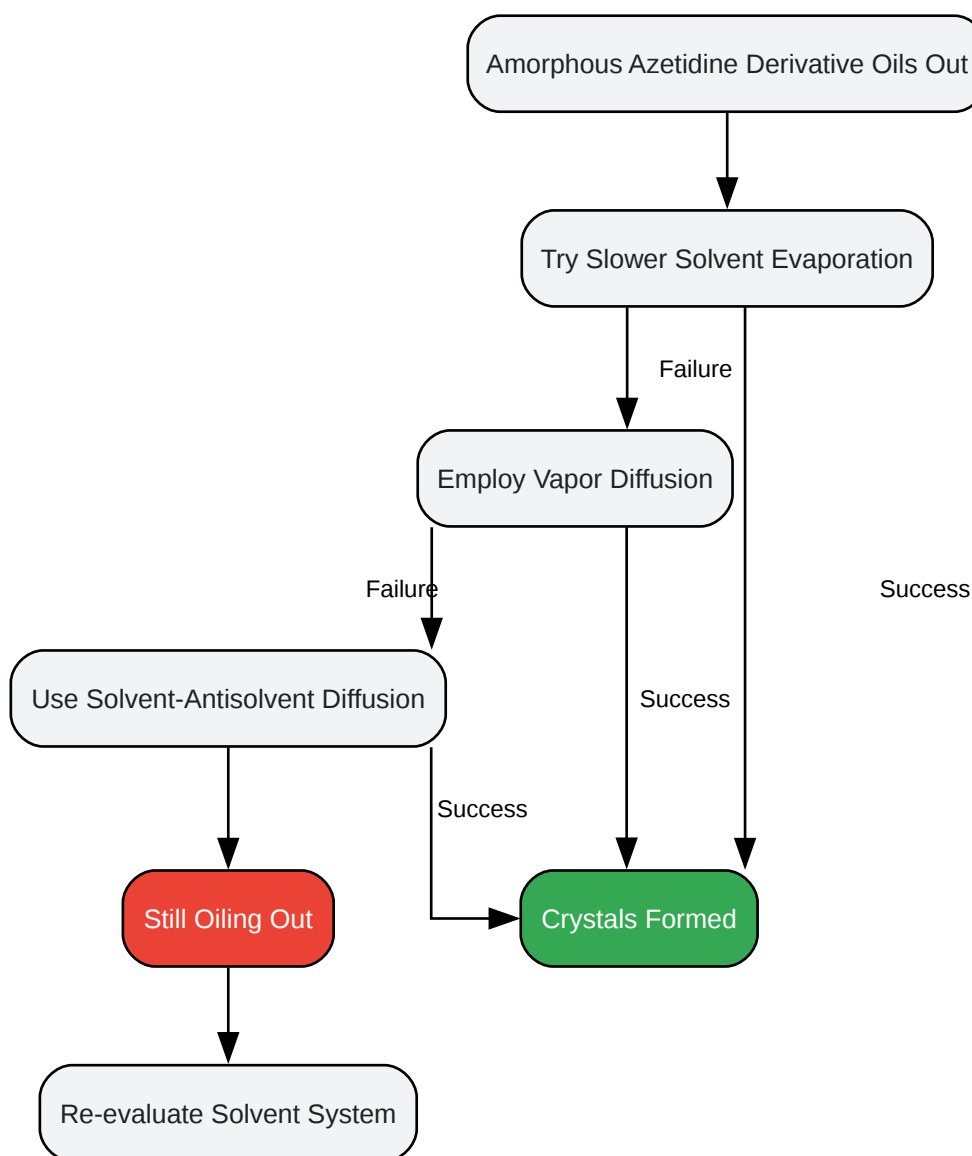 Amorphous Azetidine Derivative Oils Out
Try Slower Solvent Evaporation
Failure
Employ Vapor Diffusion
Failure
Success
Use Solvent-Antisolvent Diffusion
Success
Success
Still Oiling Out
Crystals Formed
Re-evaluate Solvent System